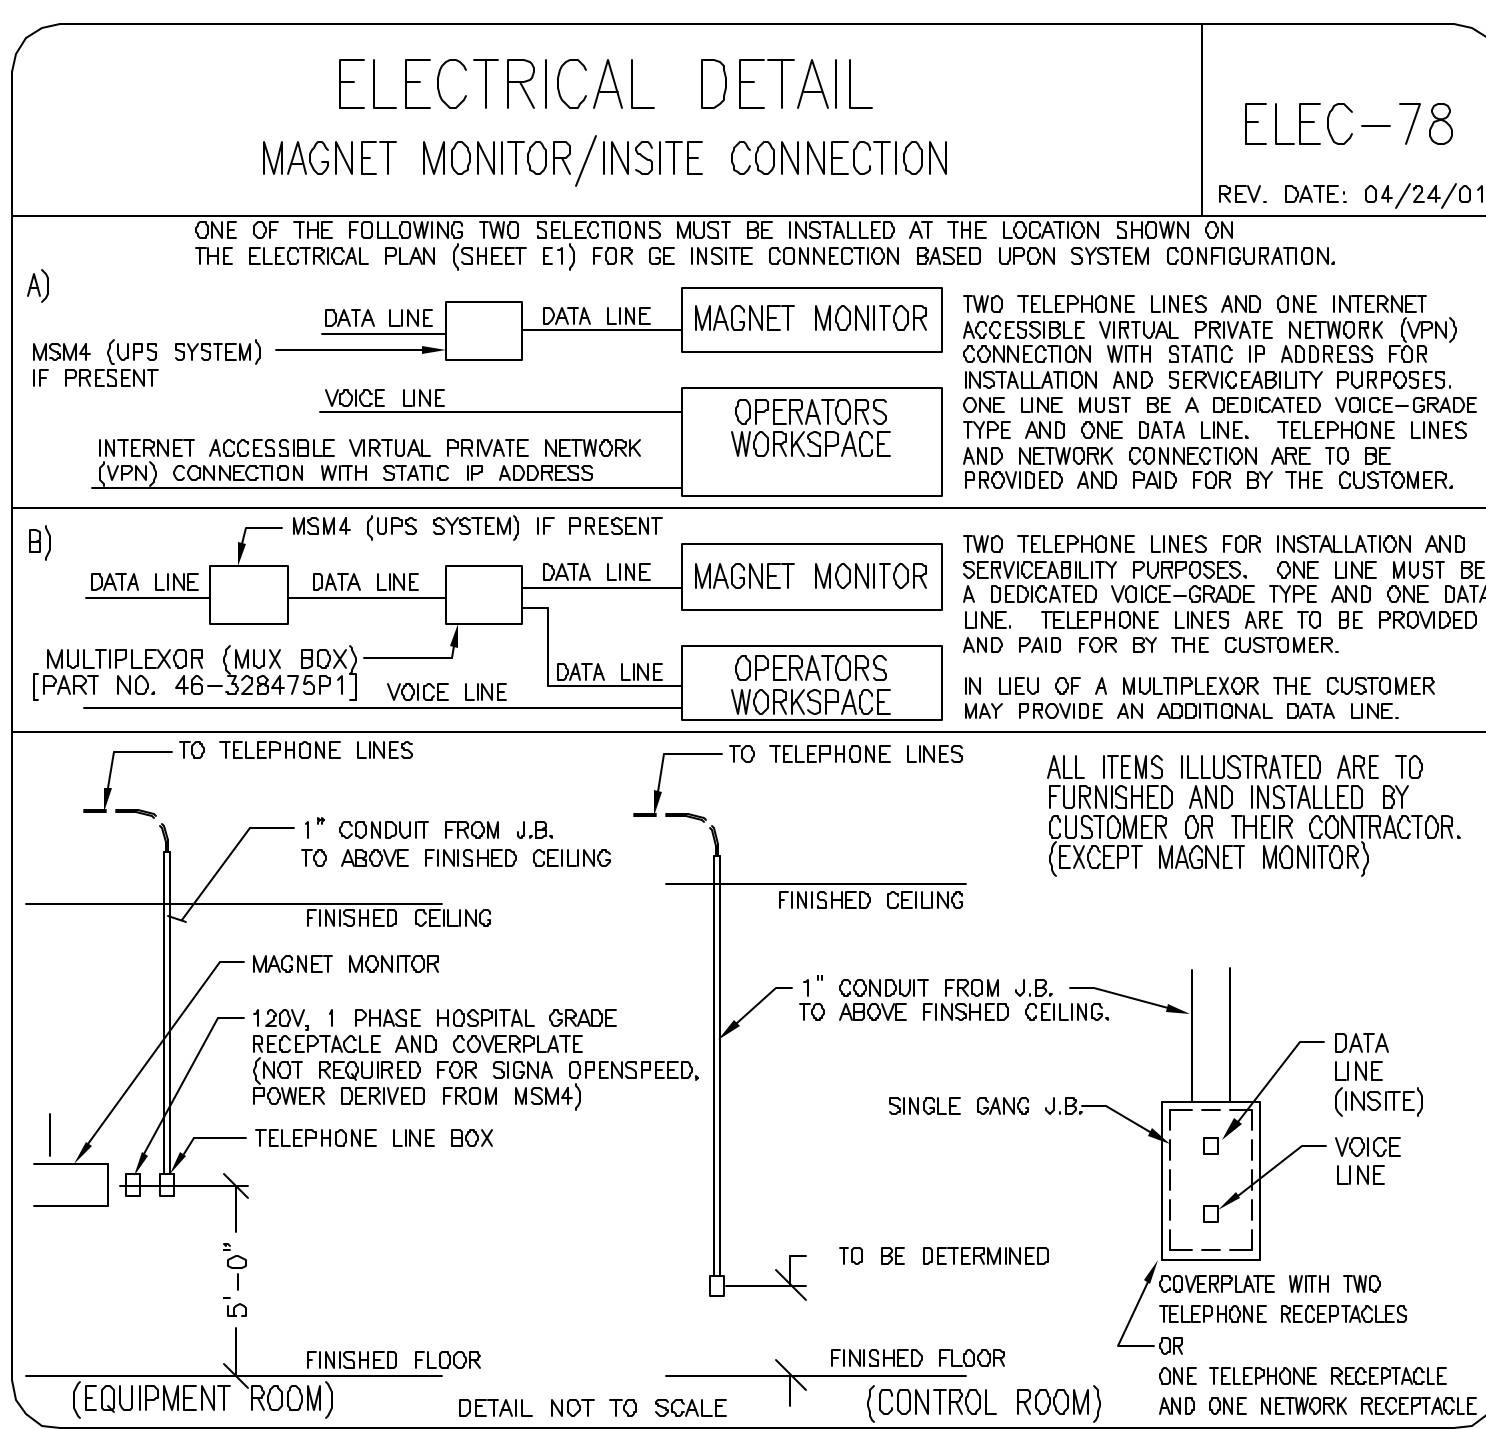 ELECTRICAL DETAIL
MAGNET MONITOR/INSITE CONNECTION
ELEC-78
REV. DATE: 04/24/01
ONE OF THE FOLLOWING TWO SELECTIONS MUST BE INSTALLED AT THE LOCATION SHOWN ON
THE ELECTRICAL PLAN (SHEET E1) FOR GE INSITE CONNECTION BASED UPON SYSTEM CONFIGURATION.
A)
DATA LINE
DATA LINE
MAGNET MONITOR
MSM4 (UPS SYSTEM)
IF PRESENT
VOICE LINE
OPERATORS
WORKSPACE
INTERNET ACCESSIBLE VIRTUAL PRIVATE NETWORK
(VPN) CONNECTION WITH STATIC IP ADDRESS
TWO TELEPHONE LINES AND ONE INTERNET
ACCESSIBLE VIRTUAL PRIVATE NETWORK (VPN)
CONNECTION WITH STATIC IP ADDRESS FOR
INSTALLATION AND SERVICEABILITY PURPOSES.
ONE LINE MUST BE A DEDICATED VOICE-GRADE
TYPE AND ONE DATA LINE. TELEPHONE LINES
AND NETWORK CONNECTION ARE TO BE
PROVIDED AND PAID FOR BY THE CUSTOMER.
B)
MSM4 (UPS SYSTEM) IF PRESENT
DATA LINE
DATA LINE
DATA LINE
MAGNET MONITOR
MULTIPLEXOR (MUX BOX)
[PART NO. 46-328475P1]
VOICE LINE
DATA LINE
OPERATORS
WORKSPACE
TWO TELEPHONE LINES FOR INSTALLATION AND
SERVICEABILITY PURPOSES. ONE LINE MUST BE
A DEDICATED VOICE-GRADE TYPE AND ONE DATA
LINE. TELEPHONE LINES ARE TO BE PROVIDED
AND PAID FOR BY THE CUSTOMER.
IN LIEU OF A MULTIPLEXOR THE CUSTOMER
MAY PROVIDE AN ADDITIONAL DATA LINE.
TO TELEPHONE LINES
1" CONDUIT FROM J.B.
TO ABOVE FINISHED CEILING
FINISHED CEILING
MAGNET MONITOR
120V, 1 PHASE HOSPITAL GRADE
RECEPTACLE AND COVERPLATE
(NOT REQUIRED FOR SIGNA OPENSPEED,
POWER DERIVED FROM MSM4)
TELEPHONE LINE BOX
5'-0"
FINISHED FLOOR
(EQUIPMENT ROOM)
DETAIL NOT TO SCALE
TO TELEPHONE LINES
FINISHED CEILING
1" CONDUIT FROM J.B.
TO ABOVE FINSHED CEILING.
TO BE DETERMINED
FINISHED FLOOR
(CONTROL ROOM)
ALL ITEMS ILLUSTRATED ARE TO
FURNISHED AND INSTALLED BY
CUSTOMER OR THEIR CONTRACTOR.
(EXCEPT MAGNET MONITOR)
SINGLE GANG J.B.
DATA
LINE
(INSITE)
VOICE
LINE
COVERPLATE WITH TWO
TELEPHONE RECEPTACLES
OR
ONE TELEPHONE RECEPTACLE
AND ONE NETWORK RECEPTACLE